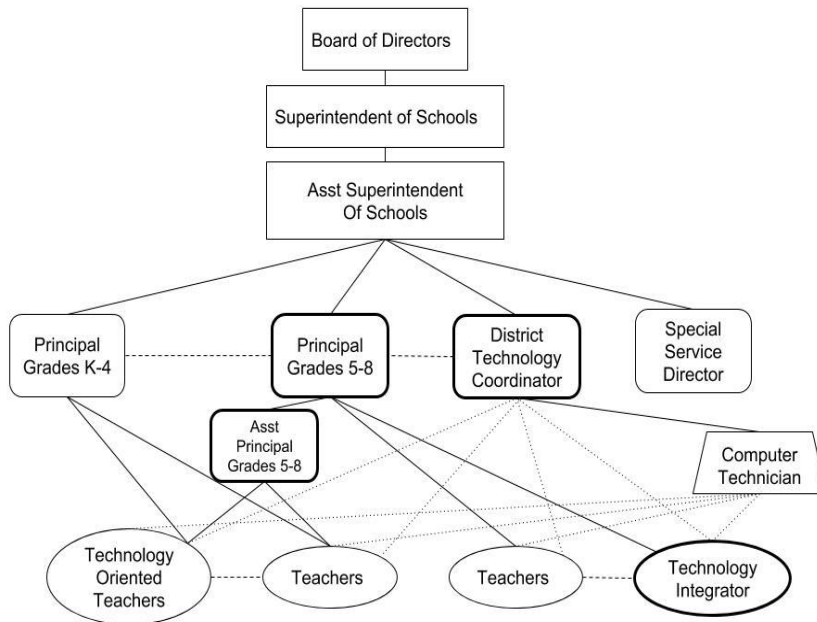 Board of Directors
Superintendent of Schools
Asst Superintendent
Of Schools
Principal
Grades K-4
Principal
Grades 5-8
District
Technology
Coordinator
Special
Service
Director
Asst
Principal
Grades 5-8
Computer
Technician
Technology
Oriented
Teachers
Teachers
Teachers
Technology
Integrator